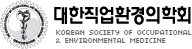 대한직업환경의학회
KOREAN SOCIETY OF OCCUPATIONAL
& ENVIRONMENTAL MEDICINE